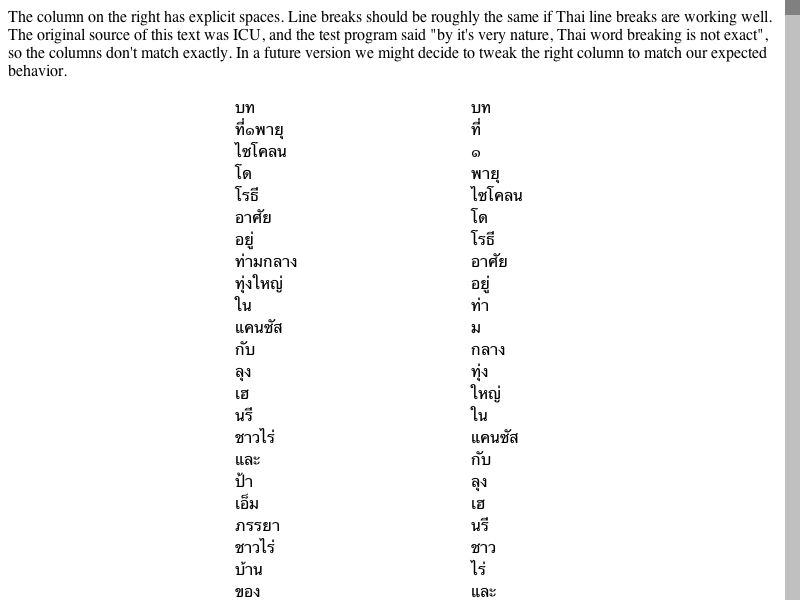 The column on the right has explicit spaces. Line breaks should be roughly the same if Thai line breaks are working well.
The original source of this text was ICU, and the test program said "by it's very nature, Thai word breaking is not exact",
so the columns don't match exactly. In a future version we might decide to tweak the right column to match our expected
behavior.
บท
ที่๑พายุ
ไซโคลน
โด
โรธี
อาศัย
อยู่
ท่ามกลาง
ทุ่งใหญ่
ใน
แคนซัส
กับ
ลุง
เฮ
นรี
ชาวไร่
และ
ป้า
เอ็ม
ภรรยา
ชาวไร่
บ้าน
ของ
บท
ที่
๑
พายุ
ไซโคลน
โด
โรธี
อาศัย
อยู่
ท่า
ม
กลาง
ทุ่ง
ใหญ่
ใน
แคนซัส
กับ
ลุง
เฮ
นรี
ชาว
ไร่
และ